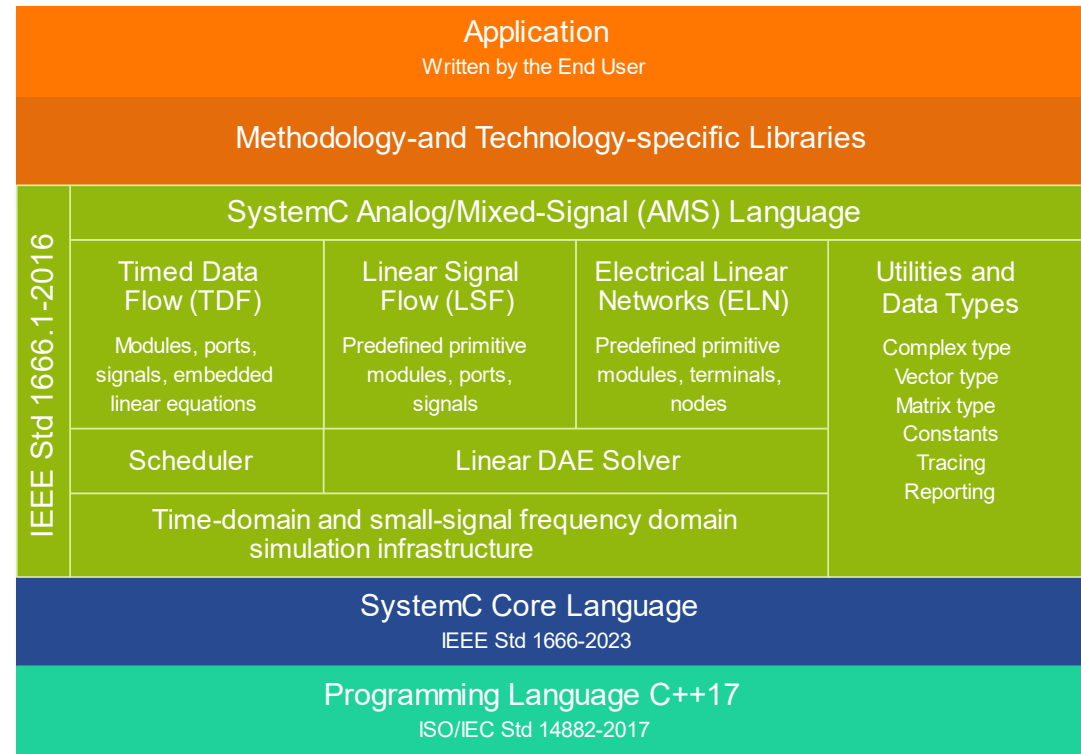 Application
Written by the End User
Methodology-and Technology-specific Libraries
IEEE Std 1666.1-2016
SystemC Analog/Mixed-Signal (AMS) Language
Timed Data
Flow (TDF)
Modules, ports,
signals, embedded
linear equations
Linear Signal
Flow (LSF)
Predefined primitive
modules, ports,
signals
Electrical Linear
Networks (ELN)
Predefined primitive
modules, terminals,
nodes
Utilities and
Data Types
Complex type
Vector type
Matrix type
Constants
Tracing
Reporting
Scheduler
Linear DAE Solver
Time-domain and small-signal frequency domain
simulation infrastructure
SystemC Core Language
IEEE Std 1666-2023
Programming Language C++17
ISO/IEC Std 14882-2017